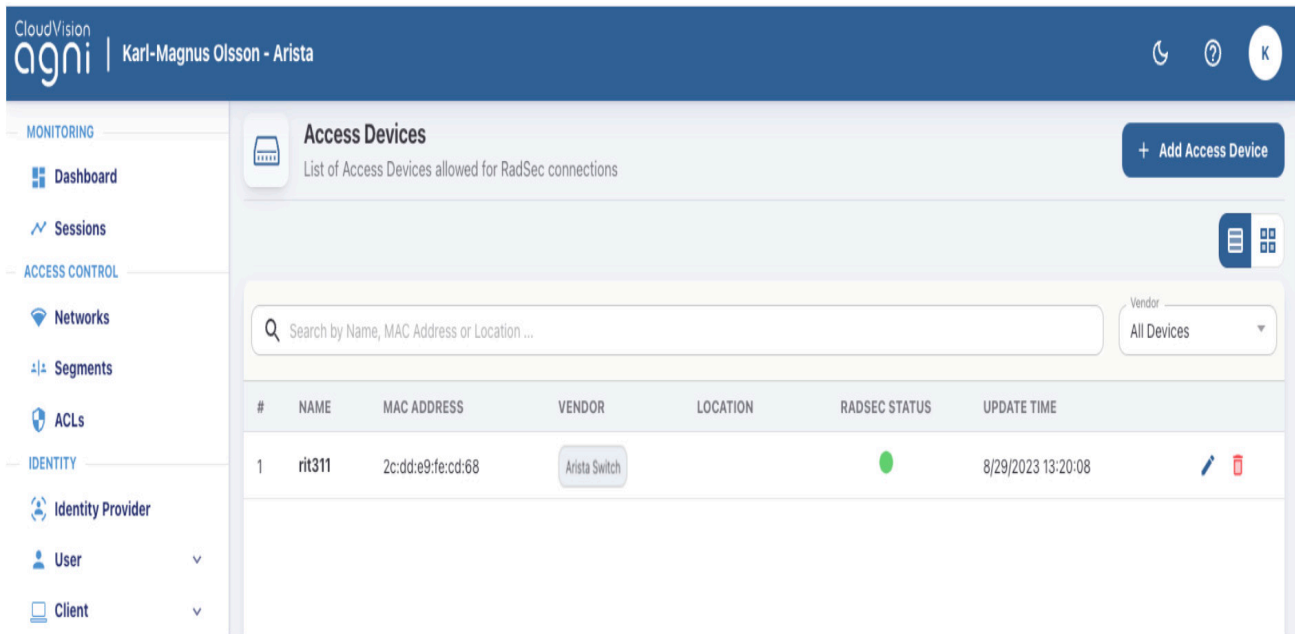 CloudVision
agni | Karl-Magnus Olsson - Arista
K
MONITORING
Dashboard
Sessions
ACCESS CONTROL
Networks
Segments
ACLs
IDENTITY
Identity Provider
User
Client
Access Devices
List of Access Devices allowed for RadSec connections
+ Add Access Device
Search by Name, MAC Address or Location ...
Vendor
All Devices
# NAME MAC ADDRESS VENDOR LOCATION RADSEC STATUS UPDATE TIME
1 rit311 2c:dd:e9:fe:cd:68 Arista Switch 8/29/2023 13:20:08